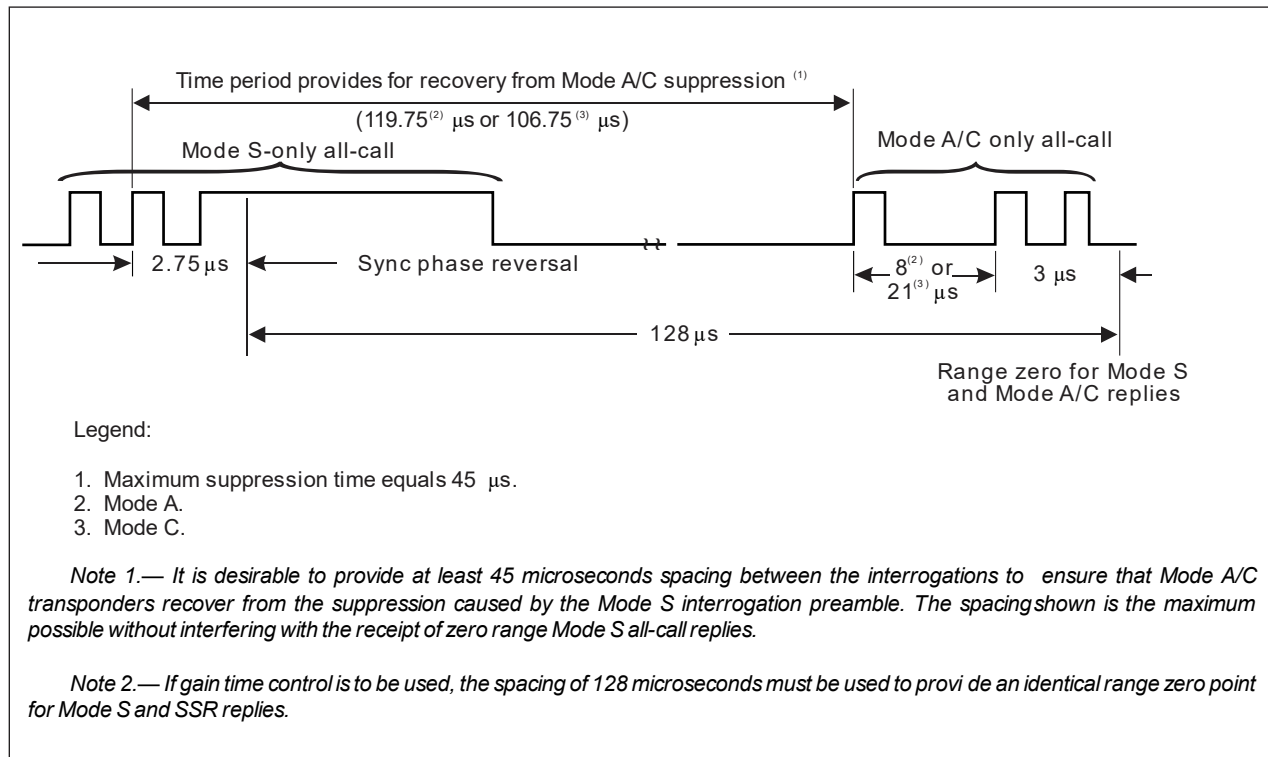 Time period provides for recovery from Mode A/C suppression (1)
(119.75(2) μs or 106.75(3) μs)
Mode S-only all-call
Mode A/C only all-call
2.75 μs
Sync phase reversal
8(2) or
21(3) μs
3 μs
128 μs
Range zero for Mode S
and Mode A/C replies
Legend:
1. Maximum suppression time equals 45 μs.
2. Mode A.
3. Mode C.
Note 1.— It is desirable to provide at least 45 microseconds spacing between the interrogations to ensure that Mode A/C
transponders recover from the suppression caused by the Mode S interrogation preamble. The spacing shown is the maximum
possible without interfering with the receipt of zero range Mode S all-call replies.
Note 2.— If gain time control is to be used, the spacing of 128 microseconds must be used to provi de an identical range zero point
for Mode S and SSR replies.